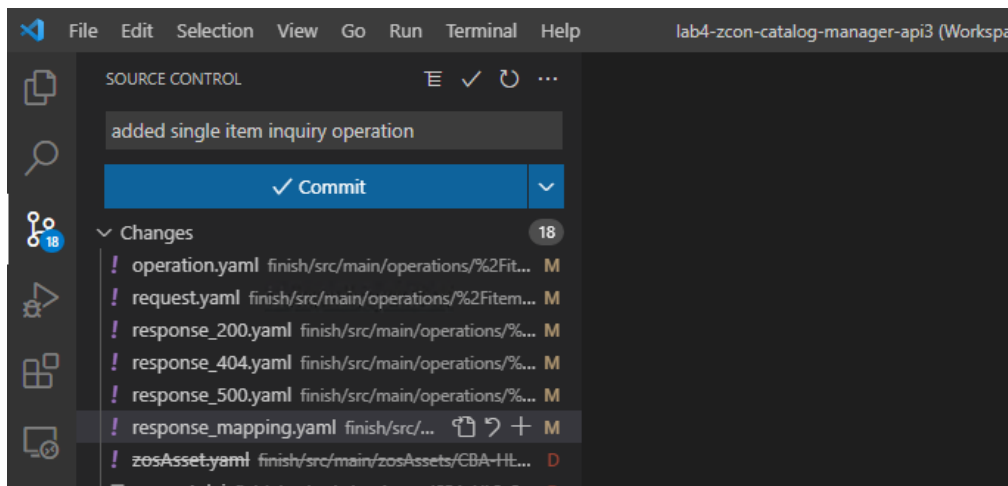 File Edit Selection View Go Run Terminal Help lab4-zcon-catalog-manager-api3 (Workspa
SOURCE CONTROL
added single item inquiry operation
Commit
Changes 18
18
! operation.yaml finish/src/main/operations/%2Fit... M
! request.yaml finish/src/main/operations/%2Fitem... M
! response_200.yaml finish/src/main/operations/%... M
! response_404.yaml finish/src/main/operations/%... M
! response_500.yaml finish/src/main/operations/%... M
! response_mapping.yaml finish/src/... M
! zosAsset.yaml finish/src/main/zosAssets/CBA-HL... D